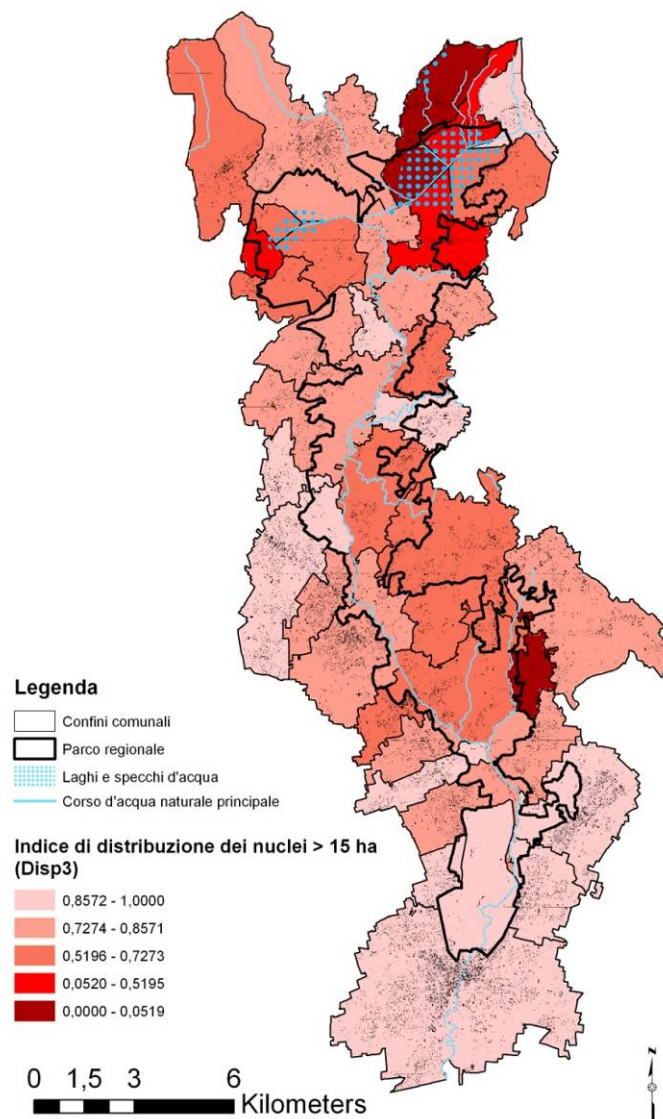 Legenda
Confini comunali
Parco regionale
Laghi e specchi d'acqua
Corso d'acqua naturale principale
Indice di distribuzione dei nuclei > 15 ha
(Disp3)
0,8572 - 1,0000
0,7274 - 0,8571
0,5196 - 0,7273
0,0520 - 0,5195
0,0000 - 0,0519
0 1,5 3 6
Kilometers
N